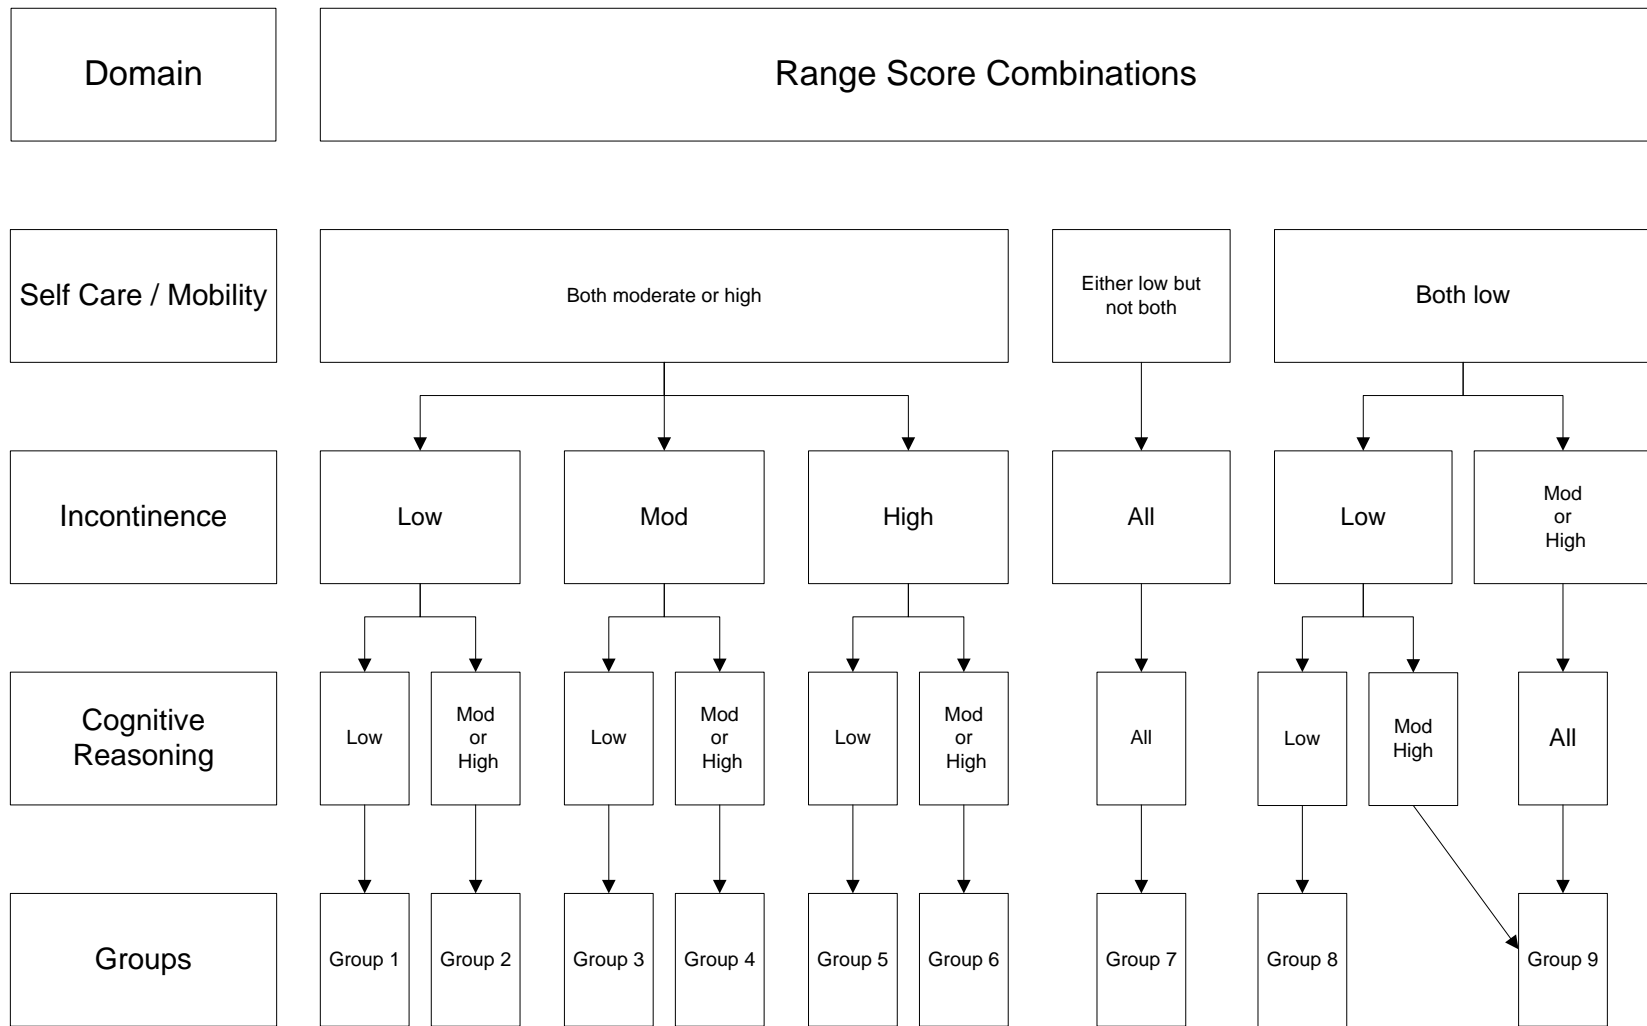 Domain
Range Score Combinations
Self Care / Mobility
Both moderate or high
Either low but
not both
Both low
Incontinence
Low
Mod
High
All
Low
Mod
or
High
Cognitive
Reasoning
Low
Mod
or
High
Low
Mod
or
High
Low
Mod
or
High
All
Low
Mod
High
All
Groups
Group 1
Group 2
Group 3
Group 4
Group 5
Group 6
Group 7
Group 8
Group 9